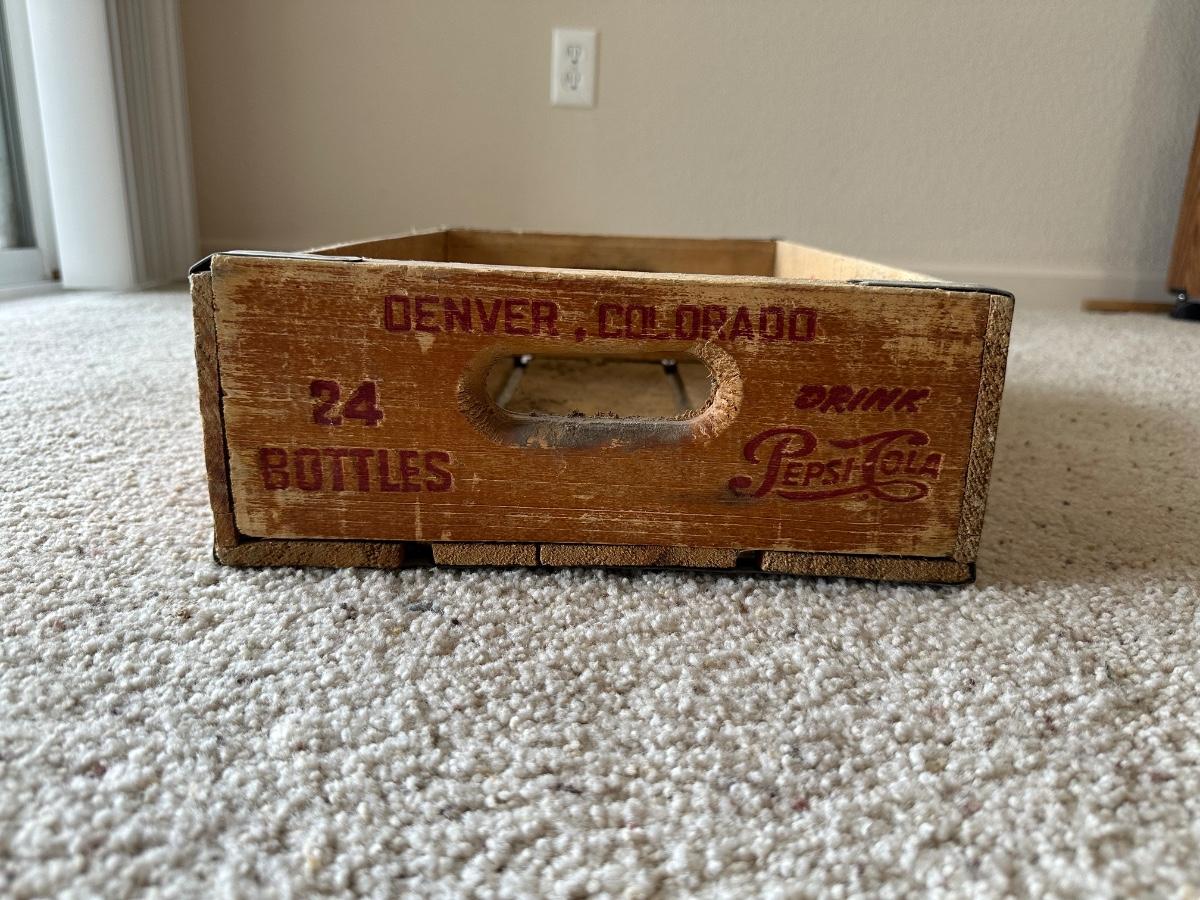 DENVER, COLORADO
24
BOTTLES
DRINK
PEPSI-COLA